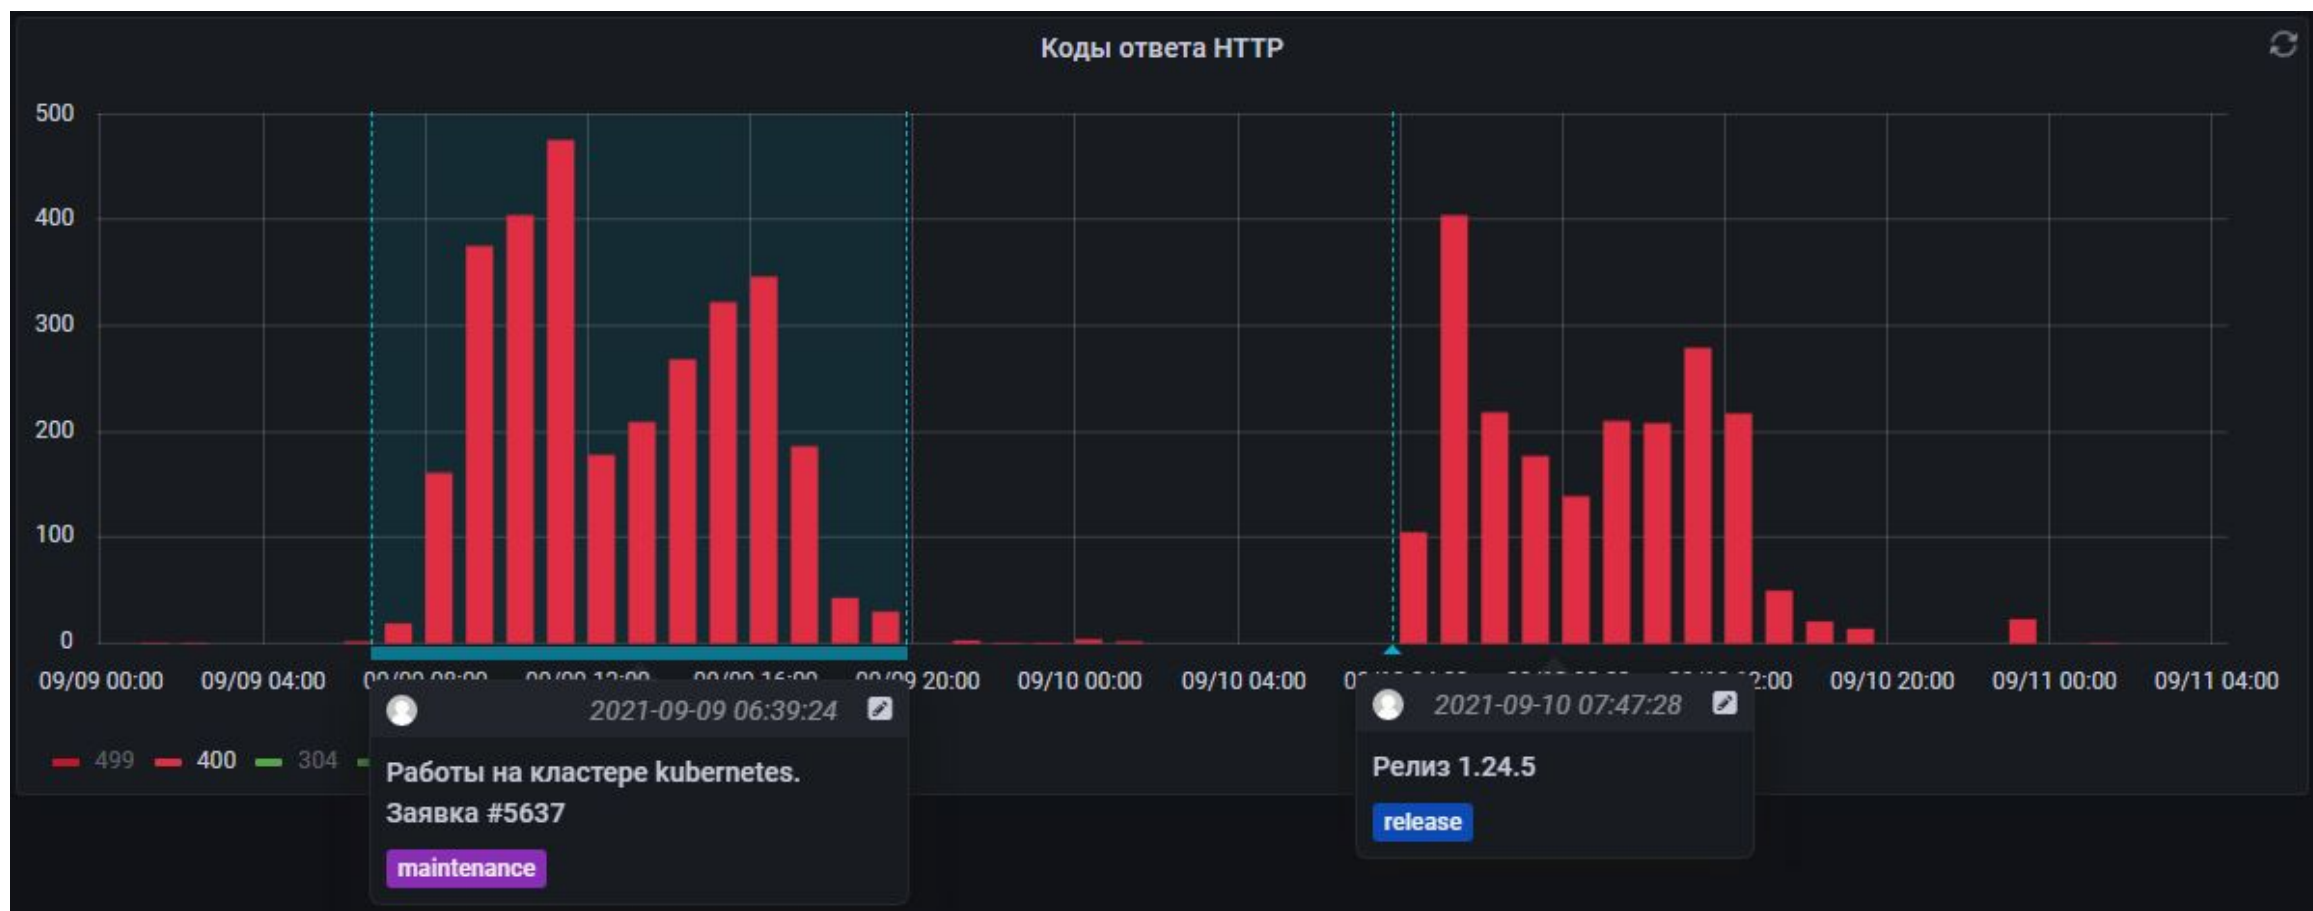 Коды ответа HTTP
500
400
300
200
100
0
09/09 00:00 09/09 04:00 20:00 09/10 00:00 09/10 04:00 09/10 20:00 09/11 00:00 09/11 04:00
2021-09-09 06:39:24
2021-09-10 07:47:28
499 400 304
Работы на кластере kubernetes.
Заявка #5637
maintenance
Релиз 1.24.5
release